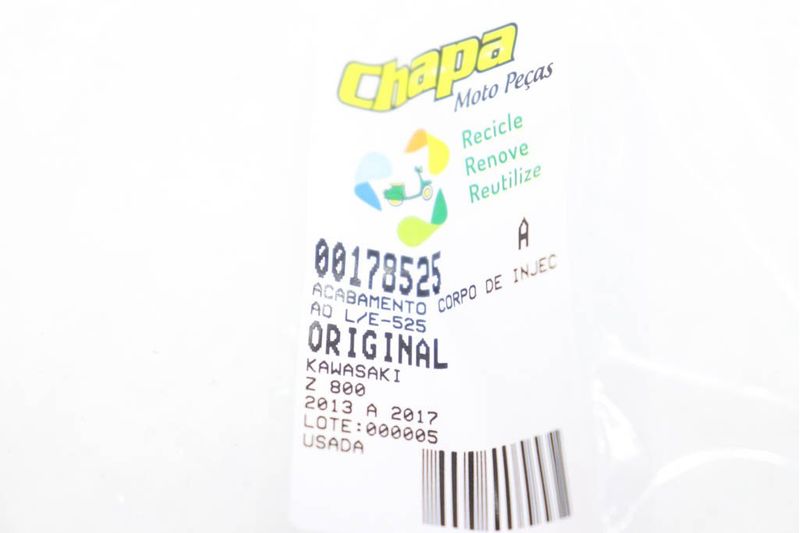 Chapa
Moto Peças
Recicle
Renove
Reutilize
A
00178525
ACABAMENTO CORPO DE INJEC
AO L/E-525
ORIGINAL
KAWASAKI
Z 800
2013 A 2017
LOTE:000005
USADA